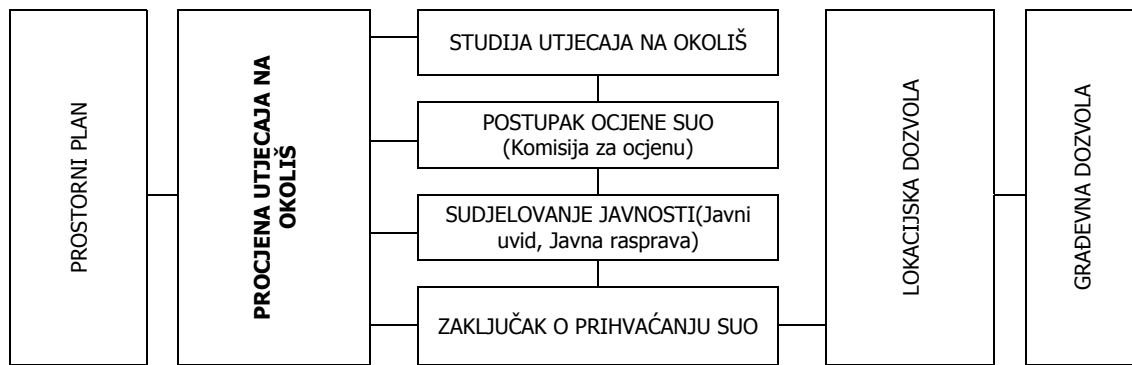 PROSTORNI PLAN
PROCJENA UTJECAJA NA
OKOLIŠ
STUDIJA UTJECAJA NA OKOLIŠ
POSTUPAK OCJENE SUO
(Komisija za ocjenu)
SUDJELOVANJE JAVNOSTI(Javni
uvid, Javna rasprava)
ZAKLJUČAK O PRIHVAĆANJU SUO
LOKACIJSKA DOZVOLA
GRAĐEVNA DOZVOLA